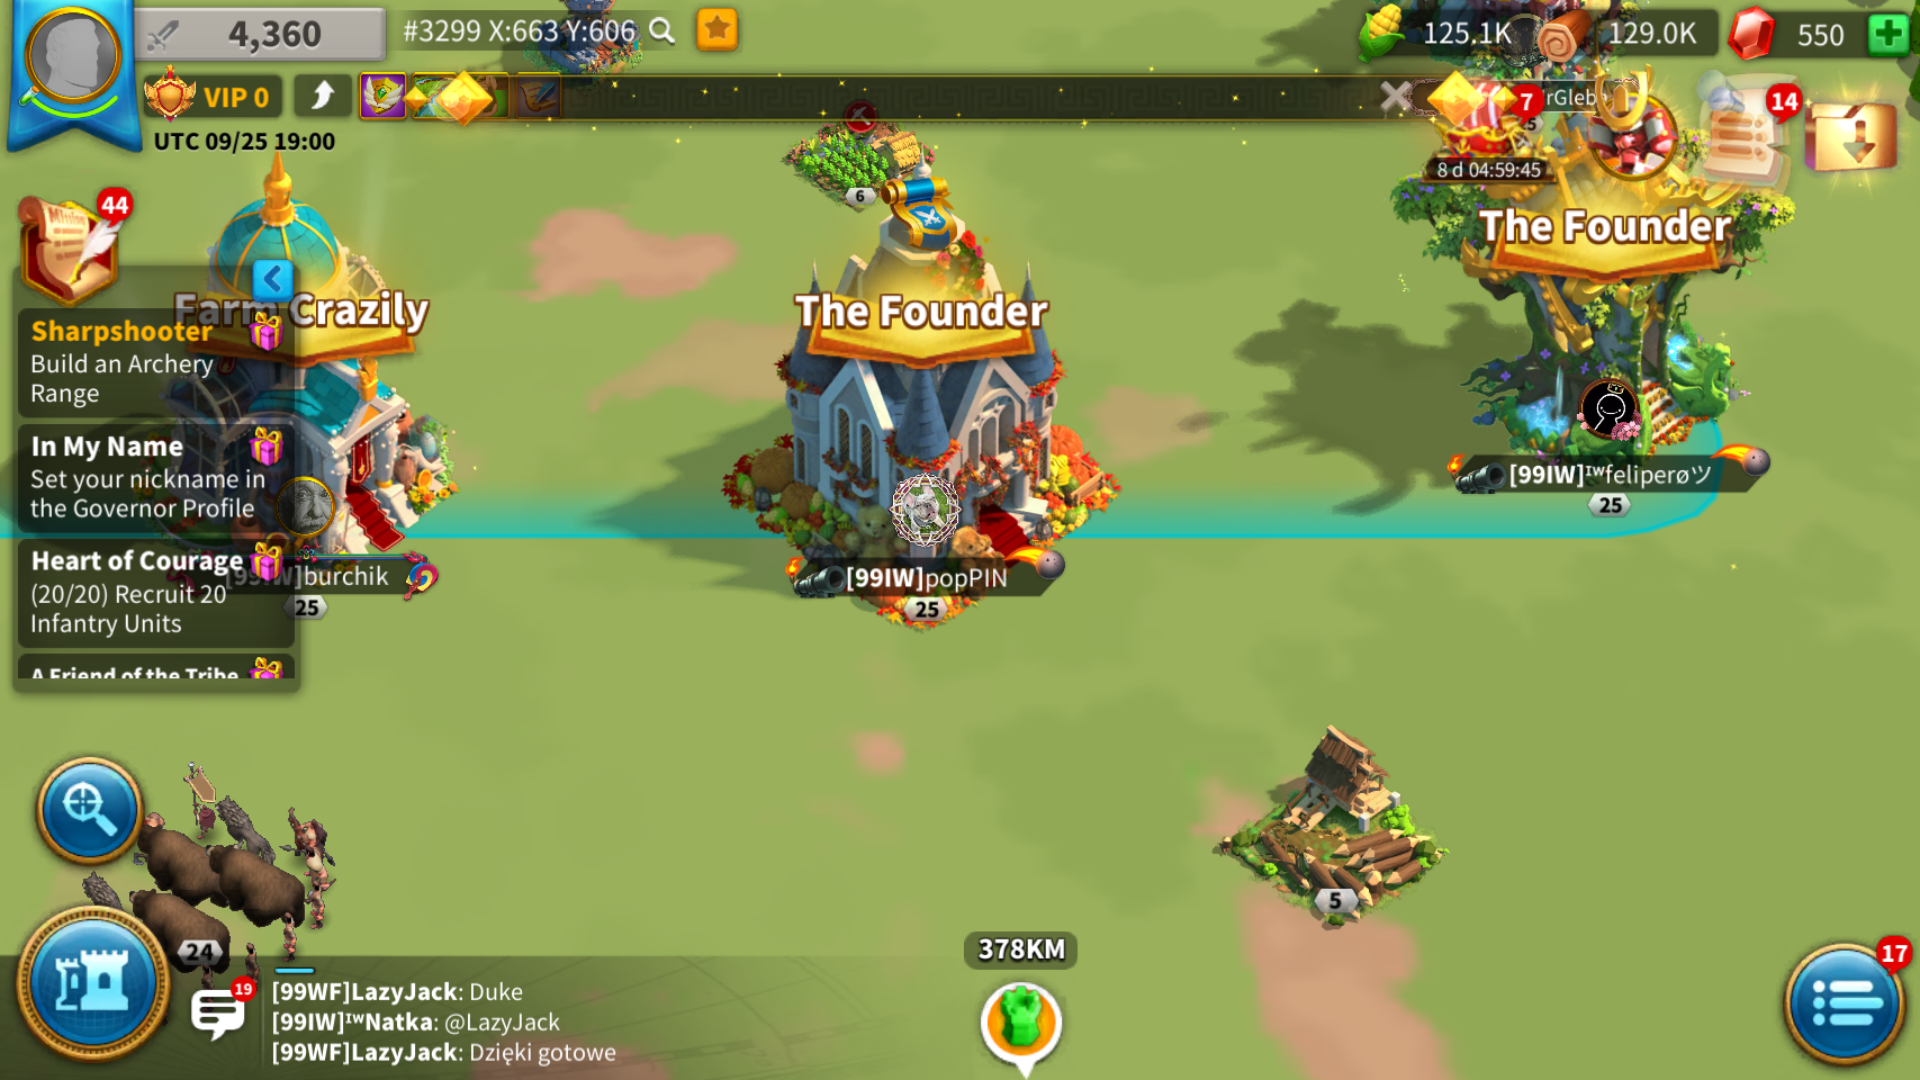 4,360
#3299 X:663 Y:606
125.1K
129.0K
550
VIP 0
UTC 09/25 19:00
7
14
8 d 04:59:45
44
Mission
6
Farm Crazily
The Founder
The Founder
Sharpshooter
Build an Archery
Range
In My Name
Set your nickname in
the Governor Profile
Heart of Courage
(20/20) Recruit 20
Infantry Units
A Friend of the Tribe
[99IW]burchik
25
[99IW]popPIN
25
[99IW]ᴵᵂfeliperøツ
25
5
24
19
[99WF]LazyJack: Duke
[99IW]ᴵᵂNatka: @LazyJack
[99WF]LazyJack: Dzięki gotowe
378KM
17